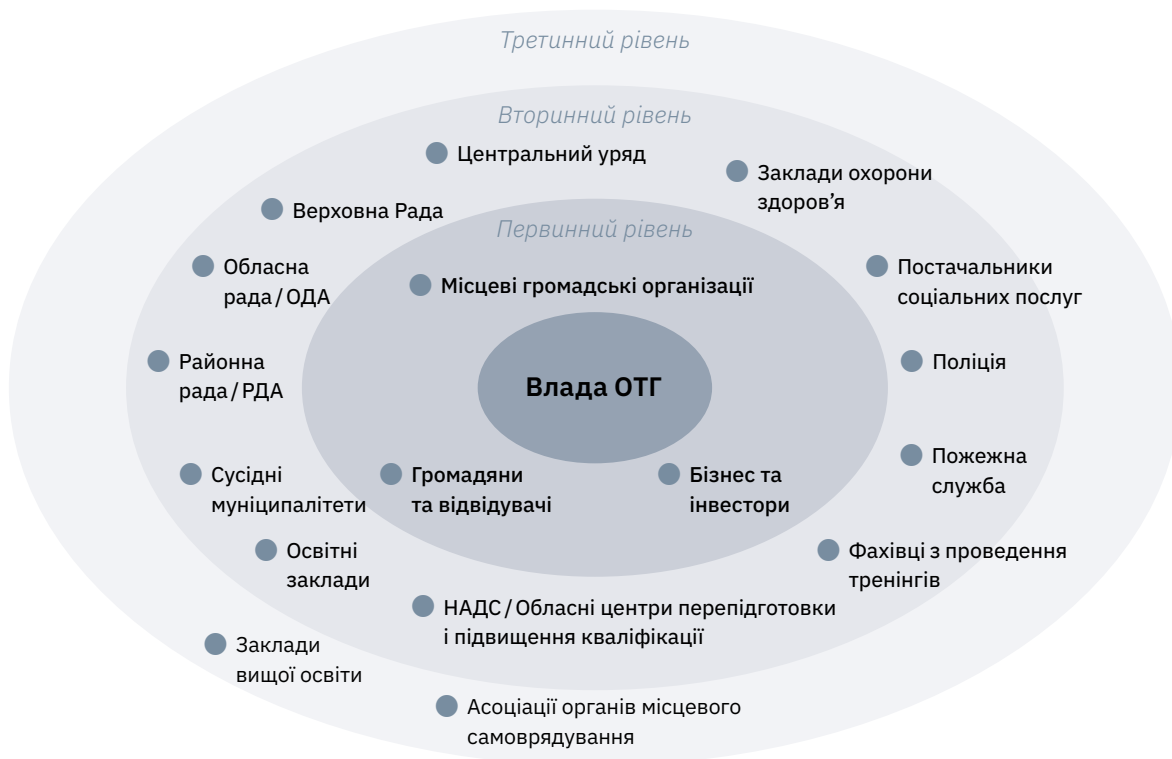 Третинний рівень
Вторинний рівень
Центральний уряд
Заклади охорони
здоров’я
Верховна Рада
Первинний рівень
Обласна
рада / ОДА
Місцеві громадські організації
Постачальники
соціальних послуг
Районна
рада / РДА
Влада ОТГ
Поліція
Сусідні
муніципалітети
Громадяни
та відвідувачі
Бізнес та
інвестори
Пожежна
служба
Освітні
заклади
Фахівці з проведення
тренінгів
НАДС / Обласні центри перепідготовки
і підвищення кваліфікації
Заклади
вищої освіти
Асоціації органів місцевого
самоврядування